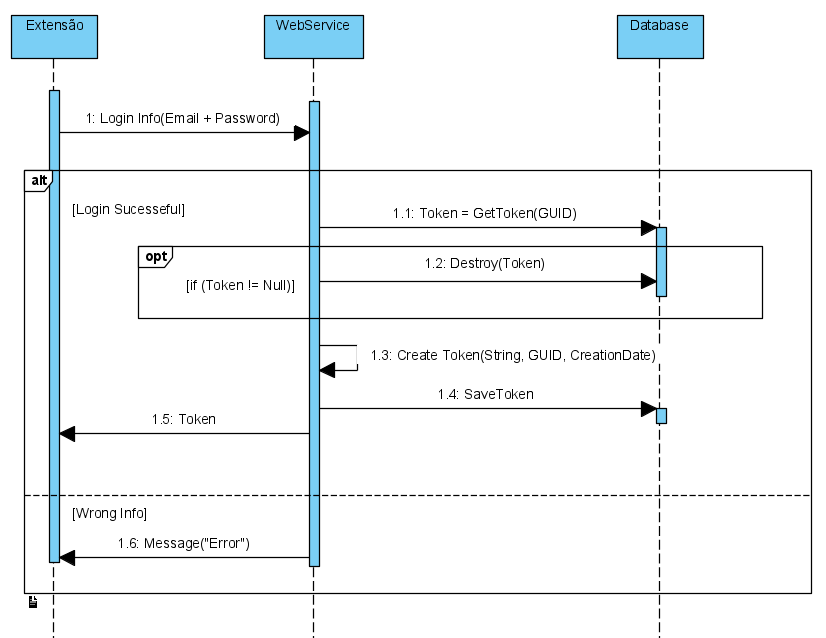 Extensão
WebService
Database
1: Login Info(Email + Password)
alt
[Login Sucesseful]
1.1: Token = GetToken(GUID)
opt
1.2: Destroy(Token)
[if (Token != Null)]
1.3: Create Token(String, GUID, CreationDate)
1.4: SaveToken
1.5: Token
[Wrong Info]
1.6: Message("Error")